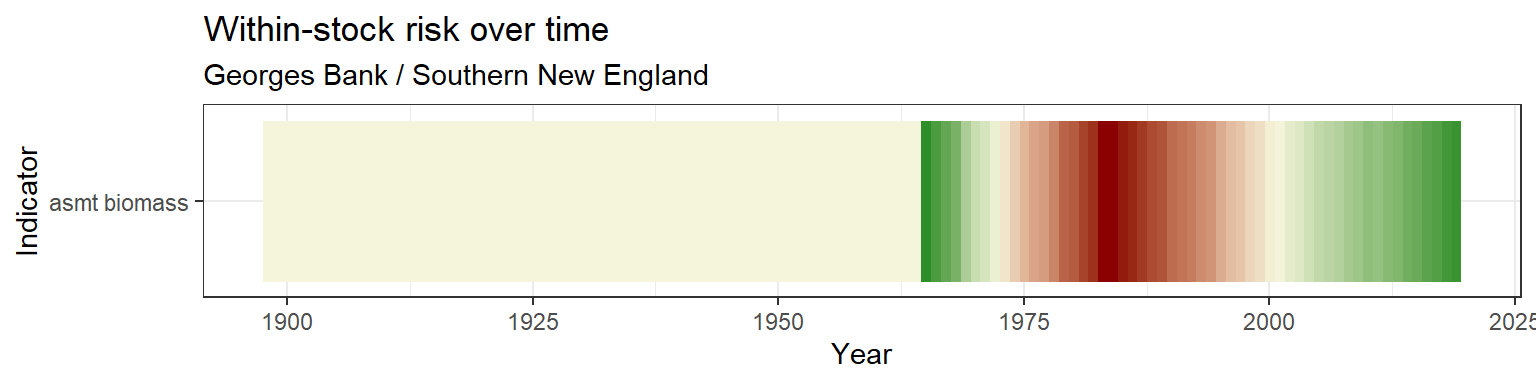 Within-stock risk over time
Georges Bank / Southern New England
Indicator
asmt biomass
1900 1925 1950 1975 2000 2025
Year